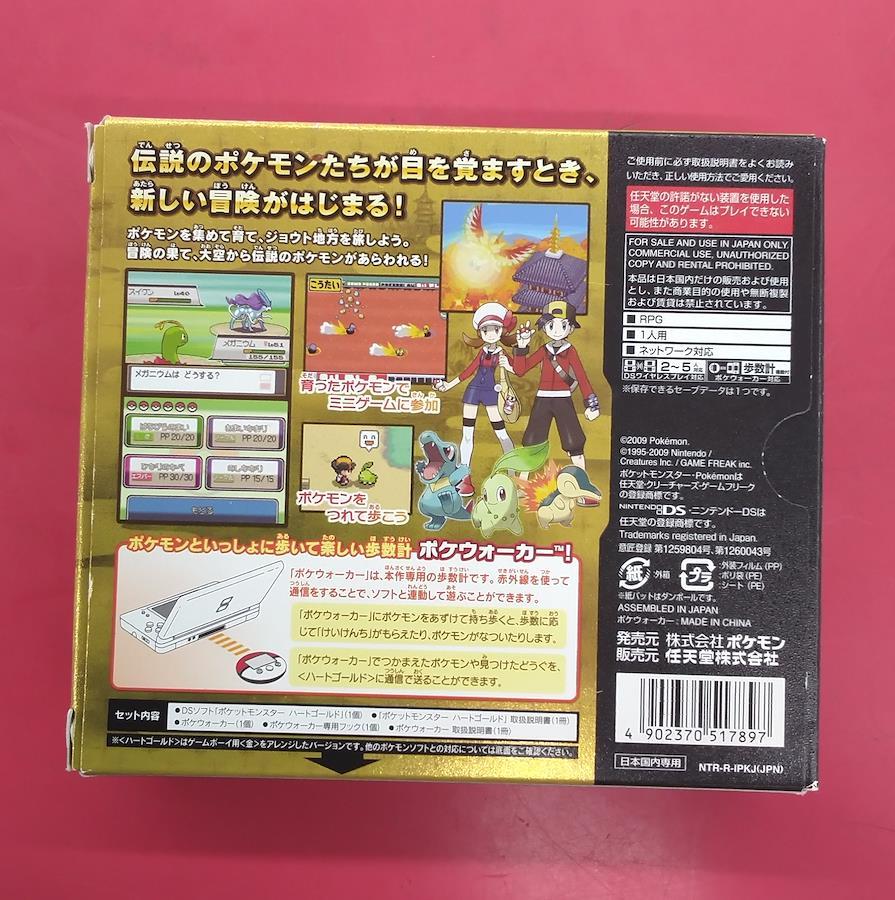 伝説のポケモンたちが目を覚ますとき、
新しい冒険がはじまる！
ポケモンを集めて育て、ジョウト地方を旅しよう。
冒険の果て、大空から伝説のポケモンがあらわれる！
スイクン Lv40
メガニウム Lv51
155/155
メガニウムは どうする？
PP 20/20
PP 20/20
エスパー PP 30/30
PP 15/15
もどる
こうたい
育ったポケモンで
ミニゲームに参加
ポケモンを
つれて歩こう
ポケモンといっしょに歩いて楽しい歩数計 ポケウォーカー™！
「ポケウォーカー」は、本作専用の歩数計です。赤外線を使って
通信をすることで、ソフトと連動して遊ぶことができます。
「ポケウォーカー」にポケモンをあずけて持ち歩くと、歩数に応
じて「けいけんち」がもらえたり、ポケモンがなついたりします。
「ポケウォーカー」でつかまえたポケモンや見つけたどうぐを、
<ハートゴールド>に通信で送ることができます。
セット内容
●DSソフト「ポケットモンスター ハートゴールド」(1個) ●「ポケットモンスター ハートゴールド」 取扱説明書(1冊)
●ポケウォーカー(1個) ●ポケウォーカー専用フック(1個) ●ポケウォーカー 取扱説明書(1冊)
※<ハートゴールド>はゲームボーイ用<金>をアレンジしたバージョンです。他のポケモンソフトとの対応については底面をご確認ください。
ご使用前に必ず取扱説明書をよくお読み
いただき、正しい使用方法でご愛用ください。
任天堂の許諾がない装置を使用した
場合、このゲームはプレイできない
可能性があります。
FOR SALE AND USE IN JAPAN ONLY.
COMMERCIAL USE, UNAUTHORIZED
COPY AND RENTAL PROHIBITED.
本品は日本国内だけの販売および使用
とし、また商業目的の使用や無断複製
および賃貸は禁止されています。
■ RPG
■ 1人用
■ ネットワーク対応
2～5人
DSワイヤレスプレイ対応
歩数計機能付
ポケウォーカー対応
※保存できるセーブデータは1つです。
©2009 Pokémon.
©1995-2009 Nintendo /
Creatures Inc. / GAME FREAK inc.
ポケットモンスター・Pokémonは
任天堂・クリーチャーズ・ゲームフリーク
の登録商標です。
NINTENDO DS・ニンテンドーDSは
任天堂の登録商標です。
Trademarks registered in Japan.
意匠登録 第1259804号、第1260043号
紙 :外箱
プラ :外装フィルム (PP)
:ポリ袋 (PE)
:シート (PE)
※紙パットはダンボールです。
ASSEMBLED IN JAPAN
ポケウォーカー: MADE IN CHINA
発売元 株式会社ポケモン
販売元 任天堂株式会社
4 902370 517897
日本国内専用
NTR-R-IPKJ(JPN)